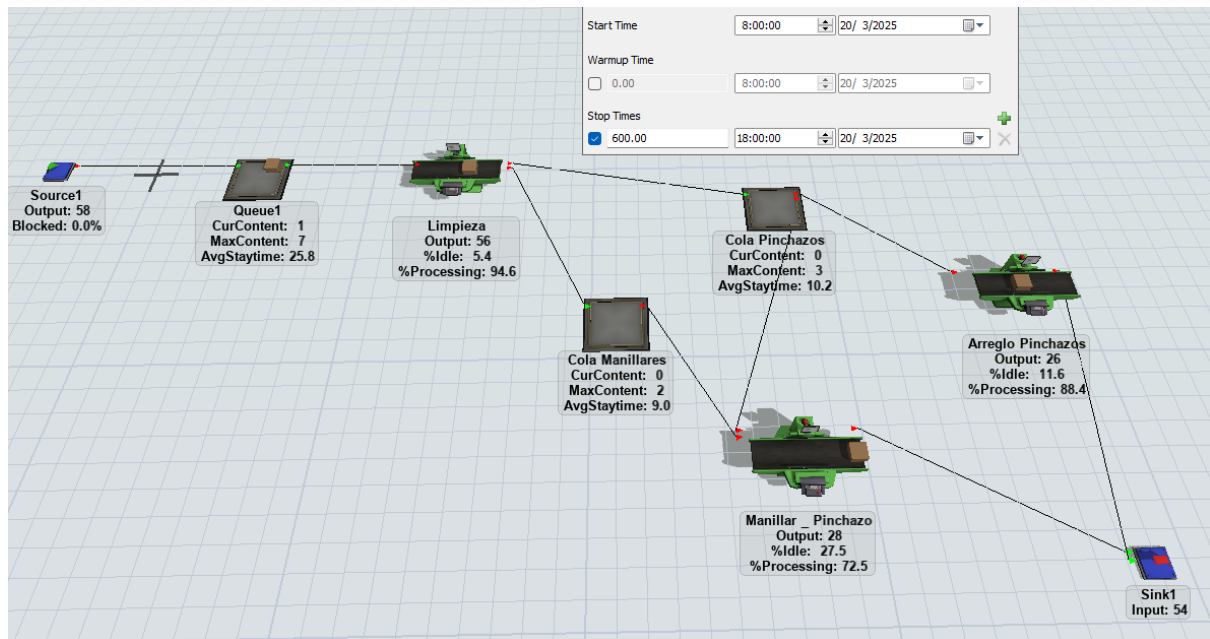 Start Time
8:00:00
20/ 3/2025
Warmup Time
0.00
8:00:00
20/ 3/2025
Stop Times
600.00
18:00:00
20/ 3/2025
Source1
Output: 58
Blocked: 0.0%
Queue1
CurContent: 1
MaxContent: 7
AvgStaytime: 25.8
Limpieza
Output: 56
%Idle: 5.4
%Processing: 94.6
Cola Pinchazos
CurContent: 0
MaxContent: 3
AvgStaytime: 10.2
Cola Manillares
CurContent: 0
MaxContent: 2
AvgStaytime: 9.0
Arreglo Pinchazos
Output: 26
%Idle: 11.6
%Processing: 88.4
Manillar _ Pinchazo
Output: 28
%Idle: 27.5
%Processing: 72.5
Sink1
Input: 54